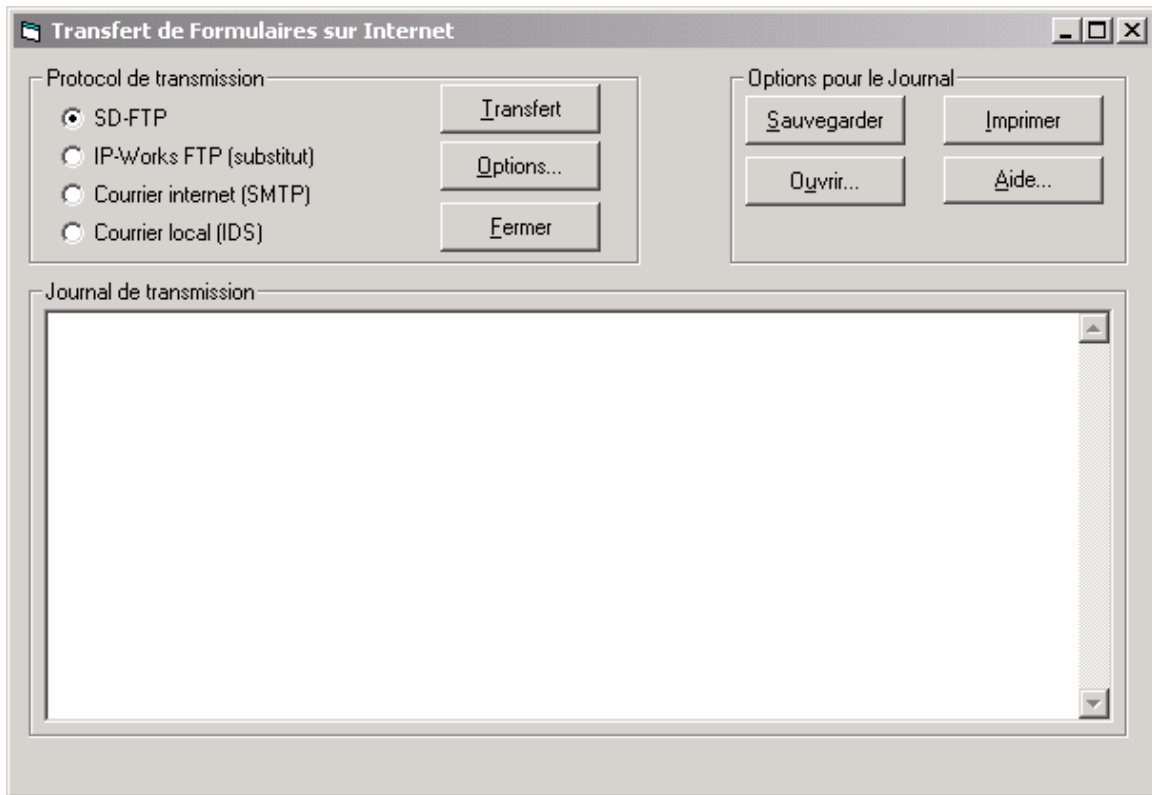 Transfert de Formulaires sur Internet
Protocol de transmission
SD-FTP
IP-Works FTP (substitut)
Courrier internet (SMTP)
Courrier local (IDS)
Transfert
Options...
Fermer
Options pour le Journal
Sauvegarder
Imprimer
Ouvrir...
Aide...
Journal de transmission